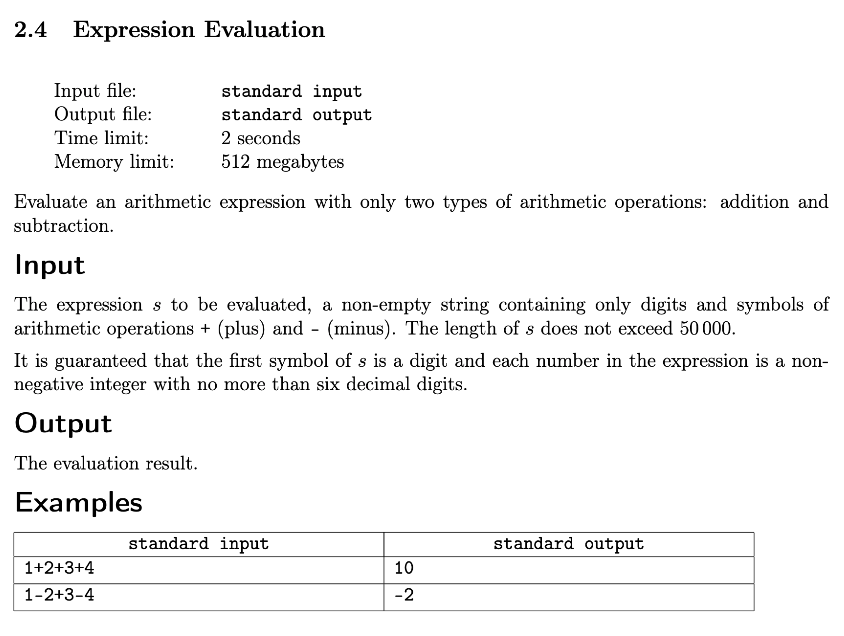 2.4 Expression Evaluation
Input file: standard input
Output file: standard output
Time limit: 2 seconds
Memory limit: 512 megabytes
Evaluate an arithmetic expression with only two types of arithmetic operations: addition and
subtraction.
Input
The expression s to be evaluated, a non-empty string containing only digits and symbols of
arithmetic operations + (plus) and - (minus). The length of s does not exceed 50 000.
It is guaranteed that the first symbol of s is a digit and each number in the expression is a non-
negative integer with no more than six decimal digits.
Output
The evaluation result.
Examples
standard input standard output
1+2+3+4 10
1-2+3-4 -2